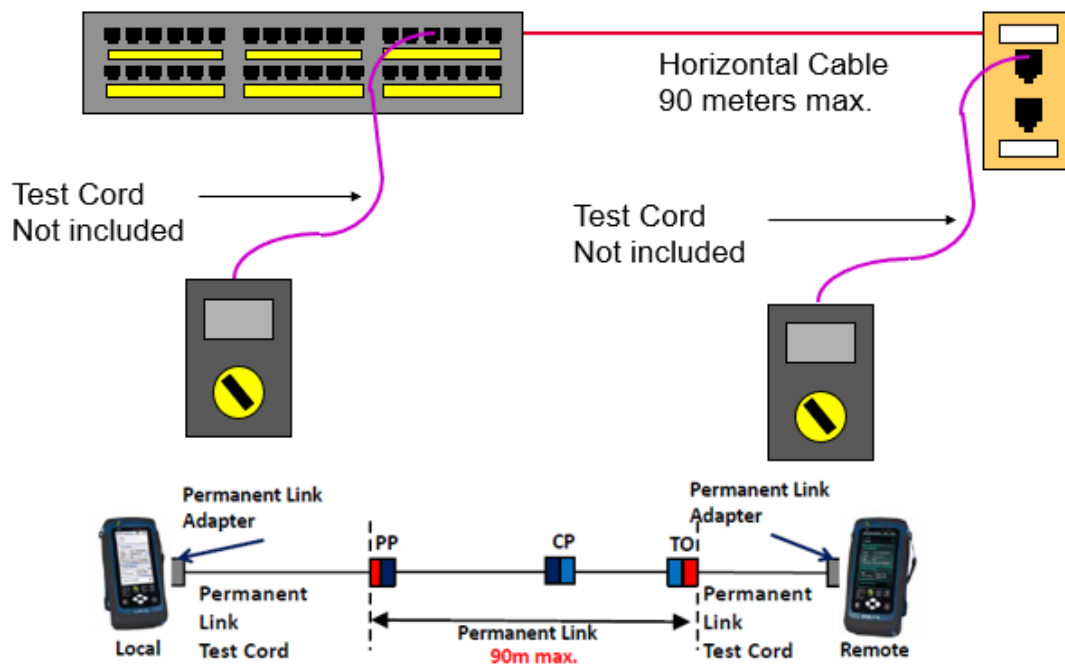 Horizontal Cable
90 meters max.
Test Cord
Not included
Test Cord
Not included
Permanent Link
Adapter
Permanent Link
Adapter
PP
CP
TO
Permanent
Link
Test Cord
Permanent Link
90m max.
Permanent
Link
Test Cord
Local
Remote